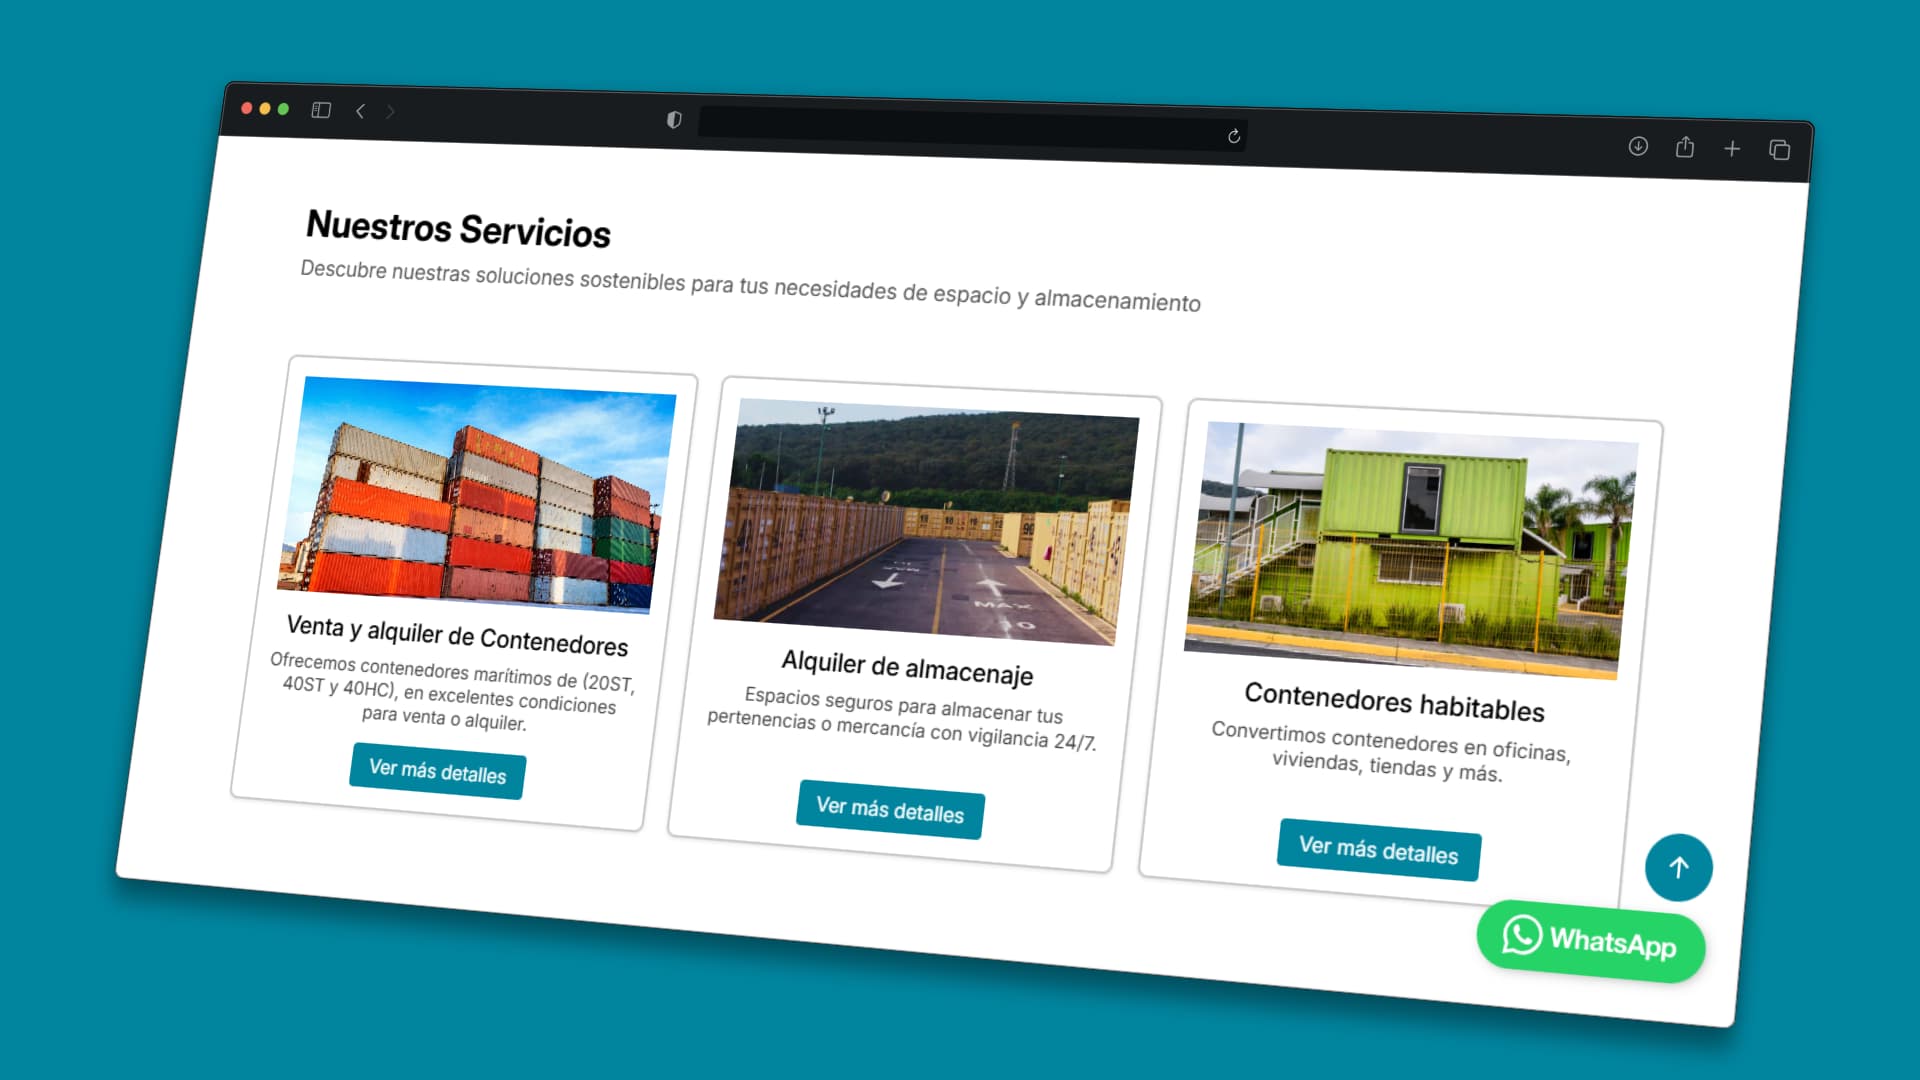 Nuestros Servicios
Descubre nuestras soluciones sostenibles para tus necesidades de espacio y almacenamiento
Venta y alquiler de Contenedores
Ofrecemos contenedores marítimos de (20ST,
40ST y 40HC), en excelentes condiciones
para venta o alquiler.
Ver más detalles
MAX
10
Alquiler de almacenaje
Espacios seguros para almacenar tus
pertenencias o mercancía con vigilancia 24/7.
Ver más detalles
Contenedores habitables
Convertimos contenedores en oficinas,
viviendas, tiendas y más.
Ver más detalles
WhatsApp